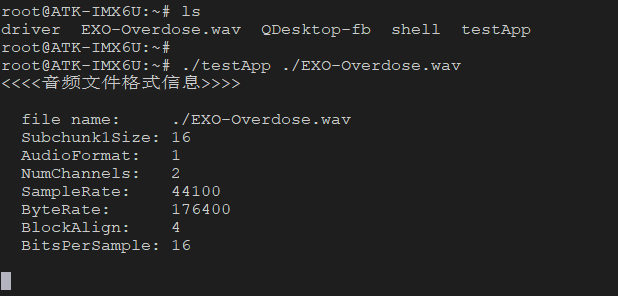 root@ATK-IMX6U:~# ls
driver  EXO-Overdose.wav  QDesktop-fb  shell  testApp
root@ATK-IMX6U:~#
root@ATK-IMX6U:~# ./testApp ./EXO-Overdose.wav
<<<<音频文件格式信息>>>>
  file name:     ./EXO-Overdose.wav
  Subchunk1Size: 16
  AudioFormat:   1
  NumChannels:   2
  SampleRate:    44100
  ByteRate:      176400
  BlockAlign:    4
  BitsPerSample: 16